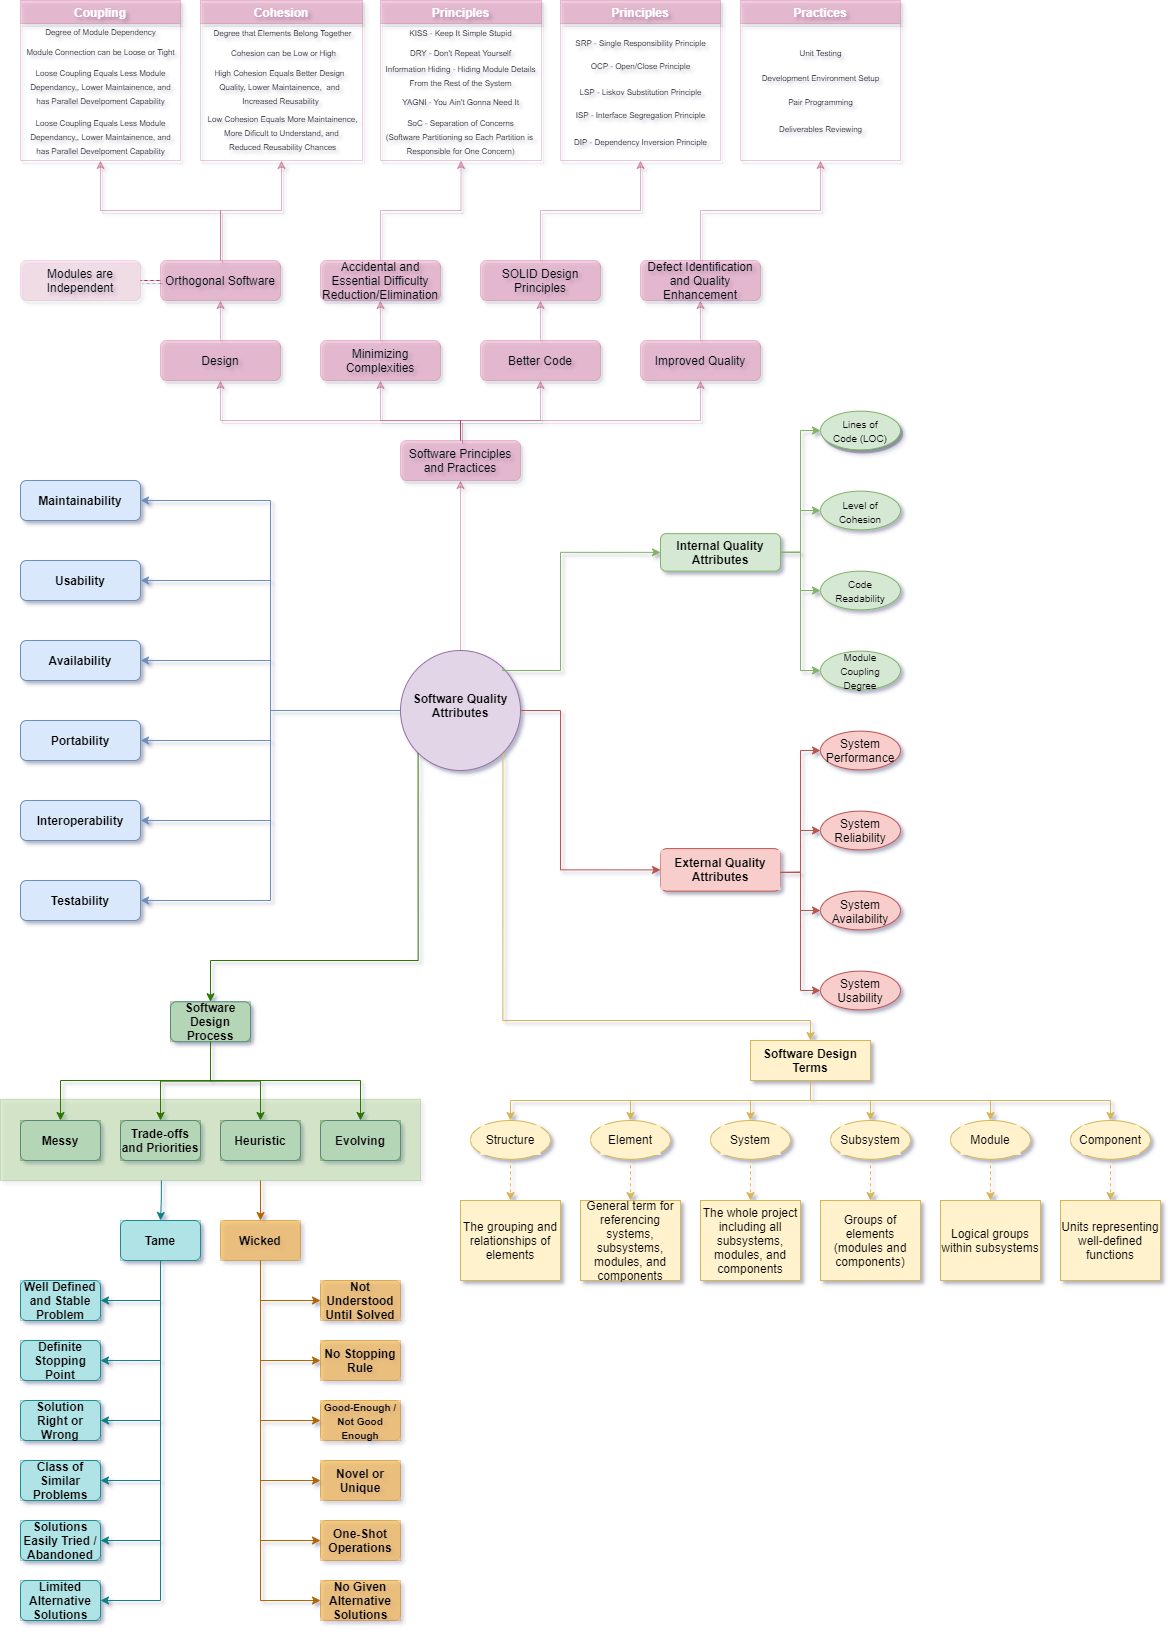 Coupling
Degree of Module Dependency
Module Connection can be Loose or Tight
Loose Coupling Equals Less Module
Dependancy,, Lower Maintainence, and
has Parallel Develpoment Capability
Loose Coupling Equals Less Module
Dependancy,, Lower Maintainence, and
has Parallel Develpoment Capability
Cohesion
Degree that Elements Belong Together
Cohesion can be Low or High
High Cohesion Equals Better Design
Quality, Lower Maintainence, and
Increased Reusability
Low Cohesion Equals More Maintainence,
More Dificult to Understand, and
Reduced Reusability Chances
Principles
KISS - Keep It Simple Stupid
DRY - Don't Repeat Yourself
Information Hiding - Hiding Module Details
From the Rest of the System
YAGNI - You Ain't Gonna Need It
SoC - Separation of Concerns
(Software Partitioning so Each Partition is
Responsible for One Concern)
Principles
SRP - Single Responsibility Principle
OCP - Open/Close Principle
LSP - Liskov Substitution Principle
ISP - Interface Segregation Principle
DIP - Dependency Inversion Principle
Practices
Unit Testing
Development Environment Setup
Pair Programming
Deliverables Reviewing
Modules are
Independent
Orthogonal Software
Accidental and
Essential Difficulty
Reduction/Elimination
SOLID Design
Principles
Defect Identification
and Quality
Enhancement
Design
Minimizing
Complexities
Better Code
Improved Quality
Software Principles
and Practices
Maintainability
Usability
Availability
Portability
Interoperability
Testability
Software Quality
Attributes
Internal Quality
Attributes
Lines of
Code (LOC)
Level of
Cohesion
Code
Readability
Module
Coupling
Degree
External Quality
Attributes
System
Performance
System
Reliability
System
Availability
System
Usability
Software
Design
Process
Messy
Trade-offs
and Priorities
Heuristic
Evolving
Tame
Wicked
Well Defined
and Stable
Problem
Definite
Stopping
Point
Solution
Right or
Wrong
Class of
Similar
Problems
Solutions
Easily Tried /
Abandoned
Limited
Alternative
Solutions
Not
Understood
Until Solved
No Stopping
Rule
Good-Enough /
Not Good
Enough
Novel or
Unique
One-Shot
Operations
No Given
Alternative
Solutions
Software Design
Terms
Structure
Element
System
Subsystem
Module
Component
The grouping and
relationships of
elements
General term for
referencing
systems,
subsystems,
modules, and
components
The whole project
including all
subsystems,
modules, and
components
Groups of
elements
(modules and
components)
Logical groups
within subsystems
Units representing
well-defined
functions